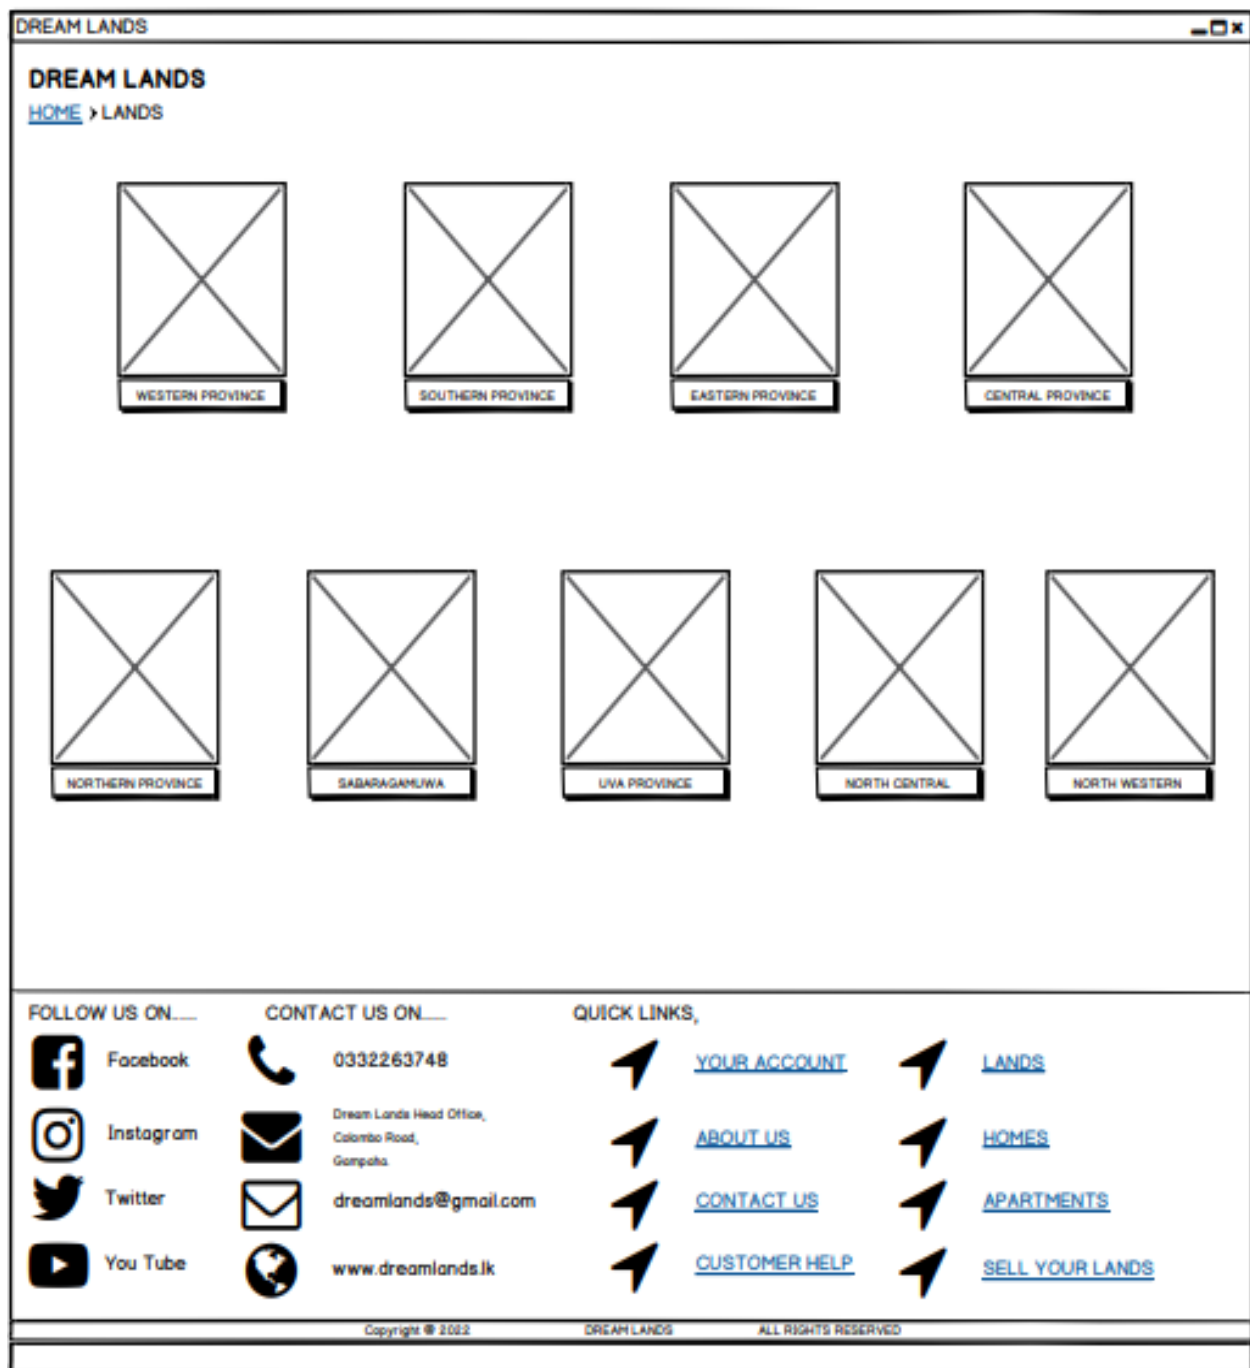 DREAM LANDS
DREAM LANDS
HOME > LANDS
WESTERN PROVINCE
SOUTHERN PROVINCE
EASTERN PROVINCE
CENTRAL PROVINCE
NORTHERN PROVINCE
SABARAGAMUWA
UVA PROVINCE
NORTH CENTRAL
NORTH WESTERN
FOLLOW US ON.....
Facebook
Instagram
Twitter
You Tube
CONTACT US ON.....
0332263748
Dream Lands Head Office,
Colombo Road,
Gampaha.
dreamlands@gmail.com
www.dreamlands.lk
QUICK LINKS,
YOUR ACCOUNT
ABOUT US
CONTACT US
CUSTOMER HELP
LANDS
HOMES
APARTMENTS
SELL YOUR LANDS
Copyright @ 2022 DREAM LANDS ALL RIGHTS RESERVED